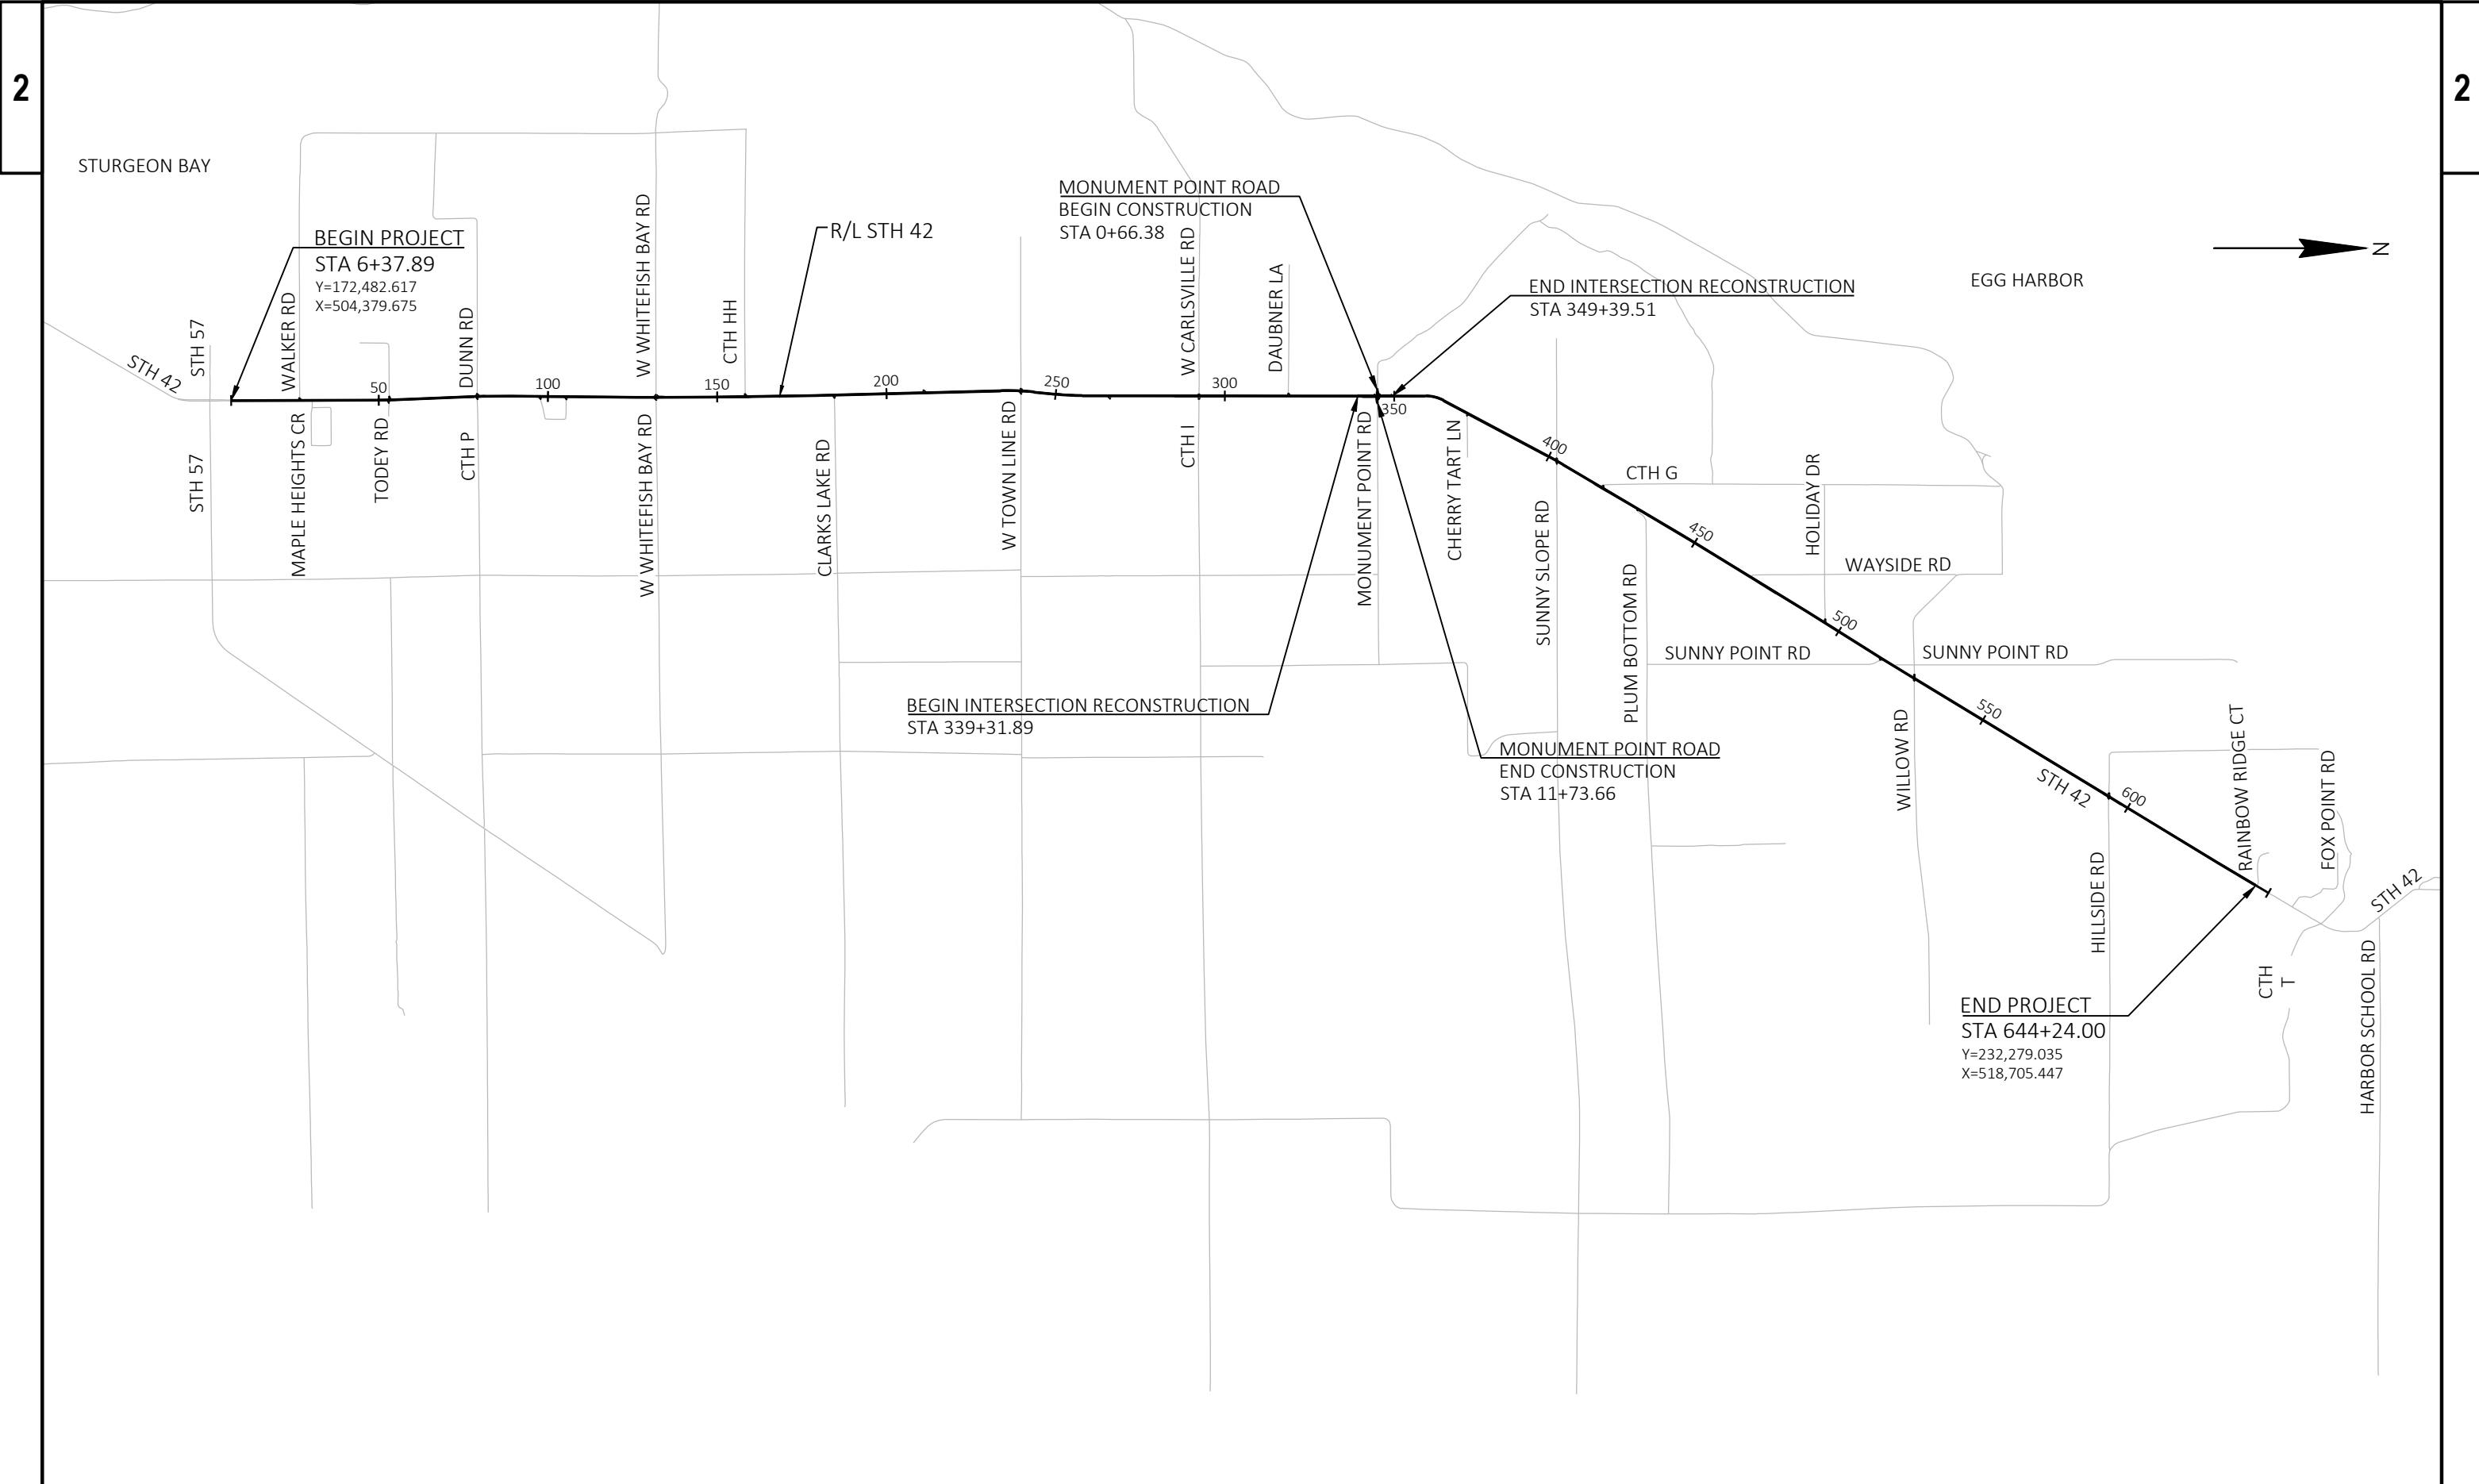 2
2
STURGEON BAY
MONUMENT POINT ROAD
BEGIN CONSTRUCTION
STA 0+66.38
BEGIN PROJECT
STA 6+37.89
Y=172,482.617
X=504,379.675
R/L STH 42
N
EGG HARBOR
END INTERSECTION RECONSTRUCTION
STA 349+39.51
STH 42
STH 57
WALKER RD
DUNN RD
W WHITEFISH BAY RD
CTH HH
W CARLSVILLE RD
DAUBNER LA
50
100
150
200
250
300
350
400
450
500
550
600
STH 57
MAPLE HEIGHTS CR
TODEY RD
CTH P
W WHITEFISH BAY RD
CLARKS LAKE RD
W TOWN LINE RD
CTH I
MONUMENT POINT RD
CHERRY TART LN
SUNNY SLOPE RD
CTH G
PLUM BOTTOM RD
HOLIDAY DR
WAYSIDE RD
SUNNY POINT RD
SUNNY POINT RD
BEGIN INTERSECTION RECONSTRUCTION
STA 339+31.89
MONUMENT POINT ROAD
END CONSTRUCTION
STA 11+73.66
WILLOW RD
STH 42
HILLSIDE RD
RAINBOW RIDGE CT
FOX POINT RD
STH 42
CTH
T
HARBOR SCHOOL RD
END PROJECT
STA 644+24.00
Y=232,279.035
X=518,705.447